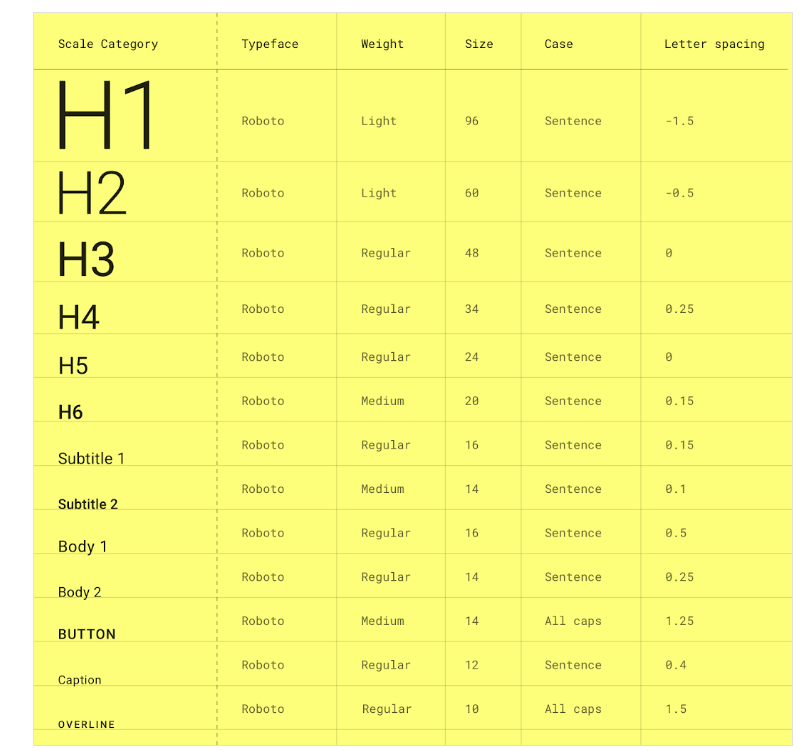 Scale Category Typeface Weight Size Case Letter spacing
H1 Roboto Light 96 Sentence -1.5
H2 Roboto Light 60 Sentence -0.5
H3 Roboto Regular 48 Sentence 0
H4 Roboto Regular 34 Sentence 0.25
H5 Roboto Regular 24 Sentence 0
H6 Roboto Medium 20 Sentence 0.15
Subtitle 1 Roboto Regular 16 Sentence 0.15
Subtitle 2 Roboto Medium 14 Sentence 0.1
Body 1 Roboto Regular 16 Sentence 0.5
Body 2 Roboto Regular 14 Sentence 0.25
BUTTON Roboto Medium 14 All caps 1.25
Caption Roboto Regular 12 Sentence 0.4
OVERLINE Roboto Regular 10 All caps 1.5